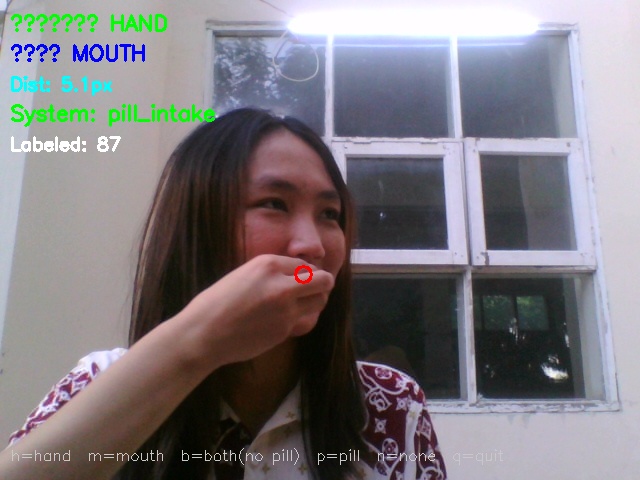 ??????? HAND
???? MOUTH
Dist: 5.1px
System: pill_intake
Labeled: 87
h=hand m=mouth b=both(no pill) p=pill n=none q=quit